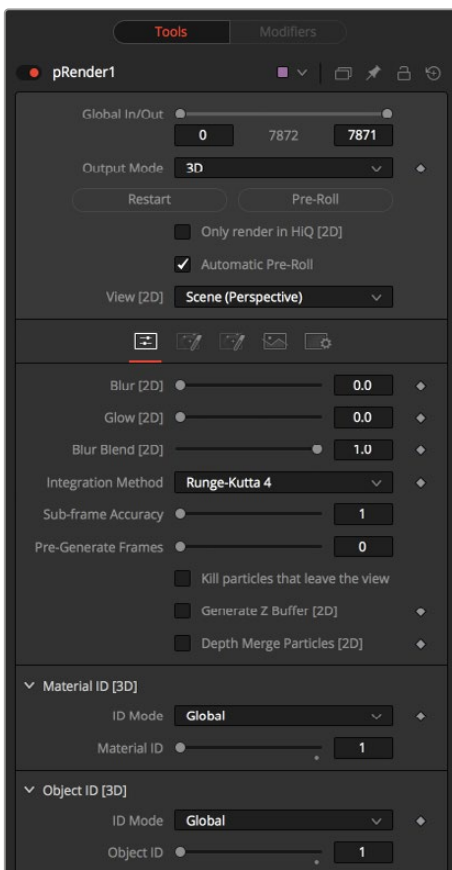 Tools Modifiers
pRender1
Global In/Out
0 7872 7871
Output Mode 3D
Restart Pre-Roll
Only render in HiQ [2D]
Automatic Pre-Roll
View [2D] Scene (Perspective)
Blur [2D] 0.0
Glow [2D] 0.0
Blur Blend [2D] 1.0
Integration Method Runge-Kutta 4
Sub-frame Accuracy 1
Pre-Generate Frames 0
Kill particles that leave the view
Generate Z Buffer [2D]
Depth Merge Particles [2D]
Material ID [3D]
ID Mode Global
Material ID 1
Object ID [3D]
ID Mode Global
Object ID 1